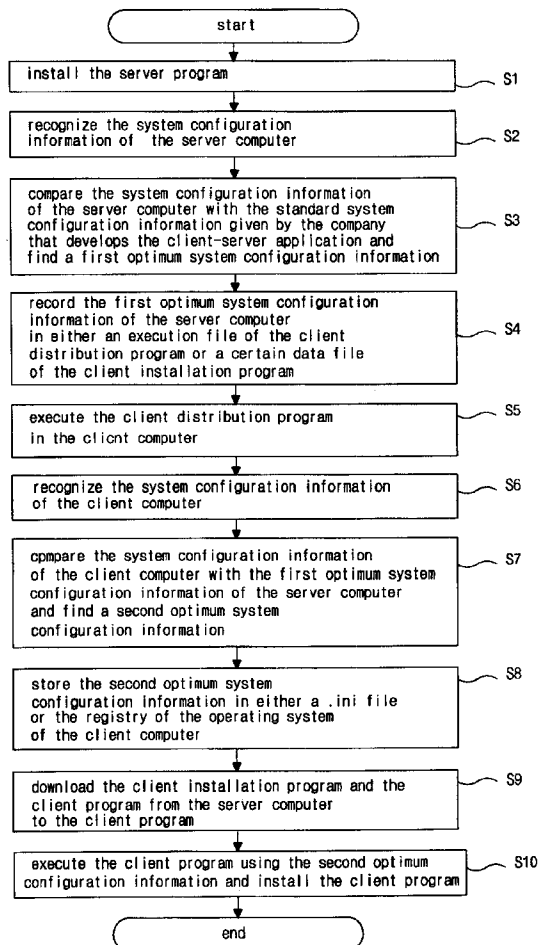 start
install the server program
S1
recognize the system configuration
information of the server computer
S2
compare the system configuration information
of the server computer with the standard system
configuration information given by the company
that develops the client-server application and
find a first optimum system configuration information
S3
record the first optimum system configuration
information of the server computer
in either an execution file of the client
distribution program or a certain data file
of the client installation program
S4
execute the client distribution program
in the client computer
S5
recognize the system configuration information
of the client computer
S6
cpmpare the system configuration information
of the client computer with the first optimum system
configuration information of the server computer
and find a second optimum system
configuration information
S7
store the second optimum system
configuration information in either a .ini file
or the registry of the operating system
of the client computer
S8
download the client installation program and the
client program from the server computer
to the client program
S9
execute the client program using the second optimum
configuration information and install the client program
S10
end